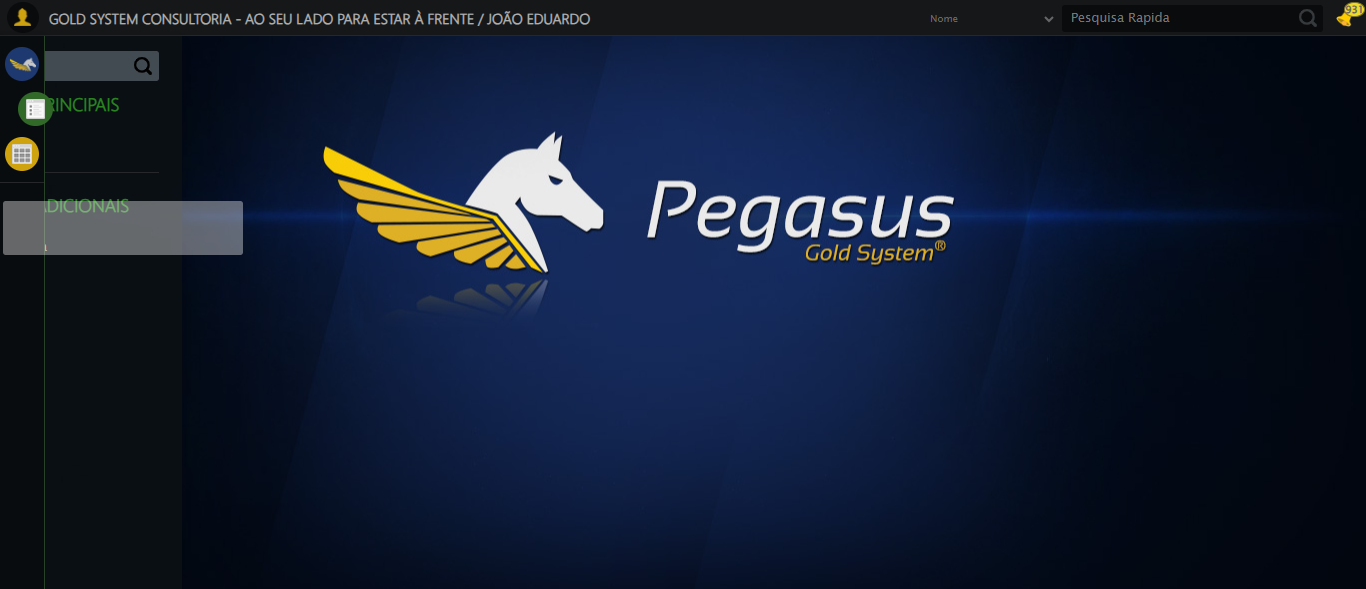 GOLD SYSTEM CONSULTORIA - AO SEU LADO PARA ESTAR À FRENTE / JOÃO EDUARDO
Nome
Pesquisa Rapida
931
RINCIPAIS
DICIONAIS
Pegasus
Gold System®